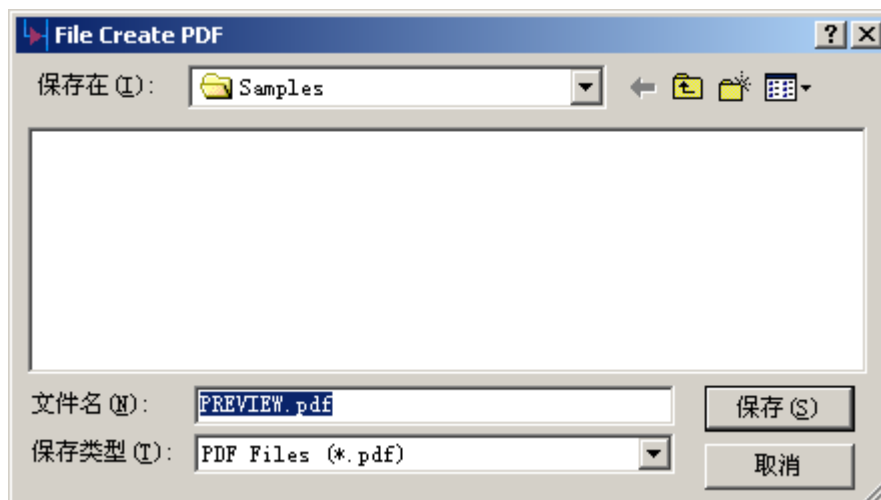 File Create PDF
保存在(I):
Samples
文件名(N):
PREVIEW.pdf
保存(S)
保存类型(T):
PDF Files (*.pdf)
取消